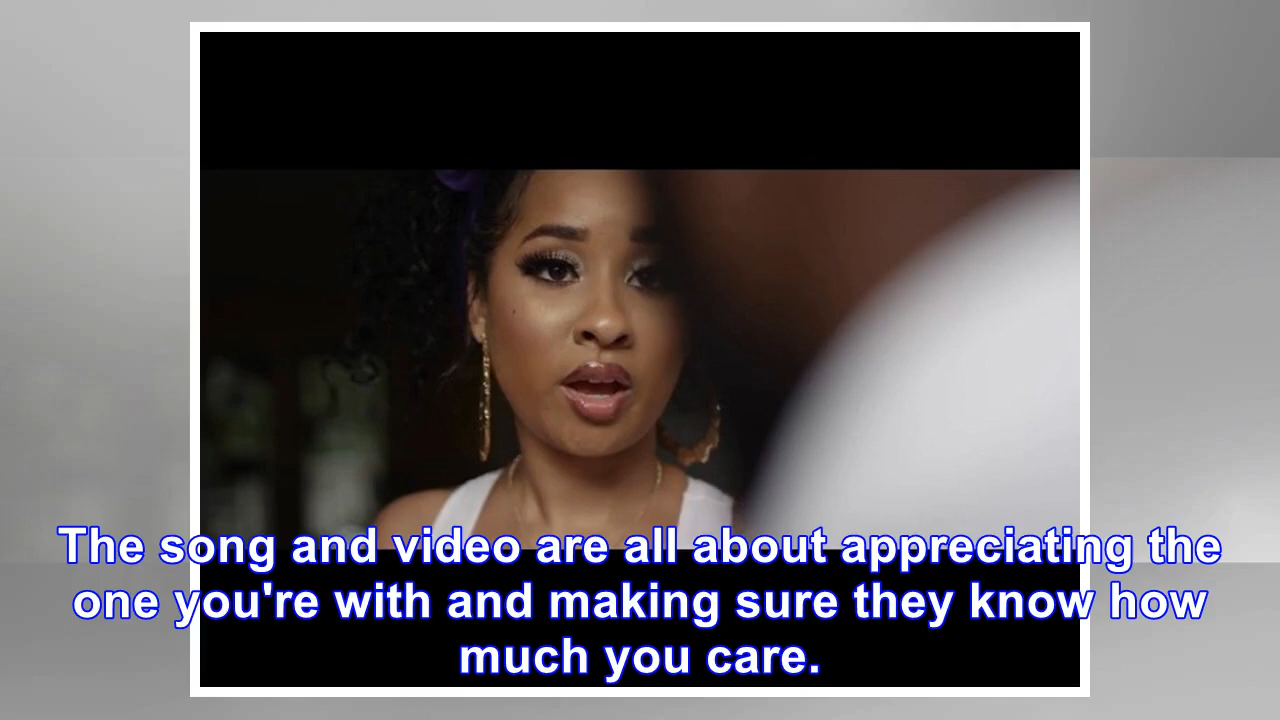 The song and video are all about appreciating the
one you're with and making sure they know how
much you care.